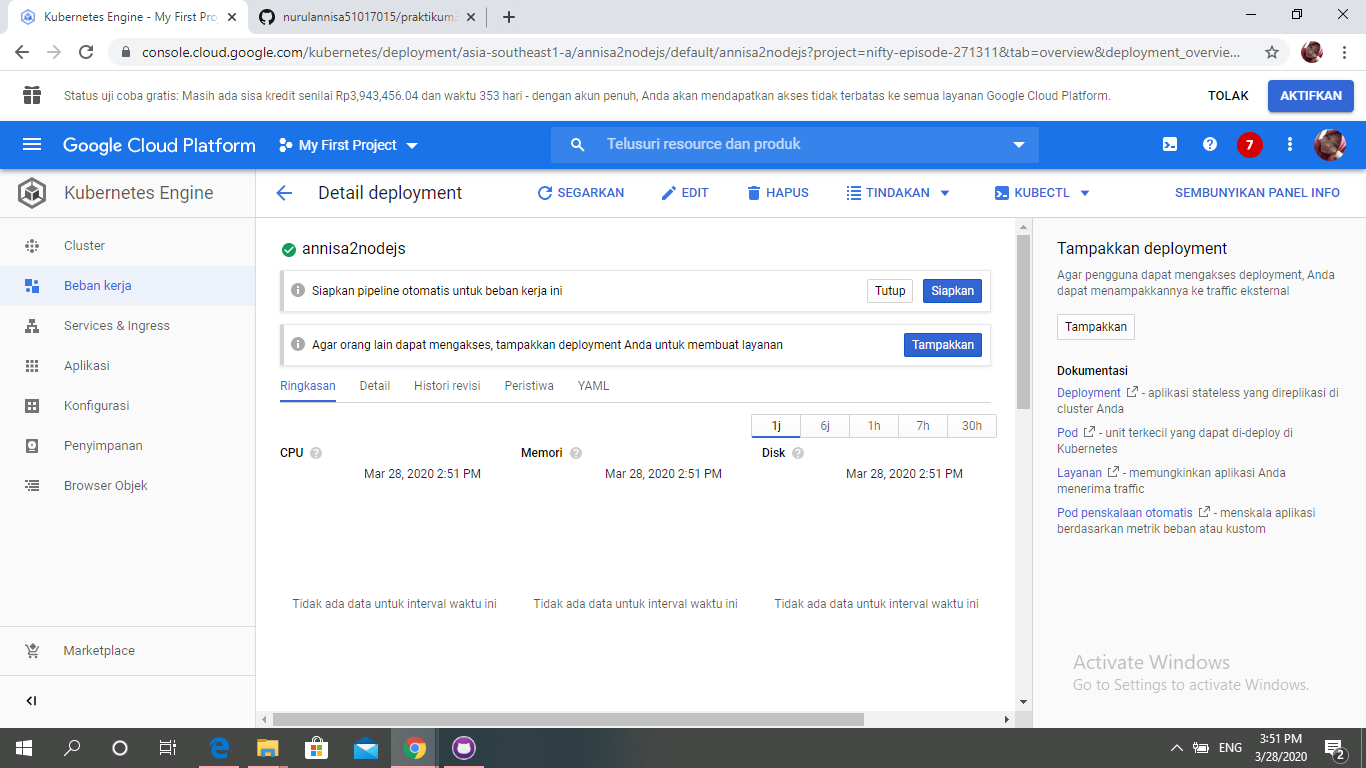 Kubernetes Engine - My First Pro
nurulannisa51017015/praktikum3
console.cloud.google.com/kubernetes/deployment/asia-southeast1-a/annisa2nodejs/default/annisa2nodejs?project=nifty-episode-271311&tab=overview&deployment_overvie...
Status uji coba gratis: Masih ada sisa kredit senilai Rp3,943,456.04 dan waktu 353 hari - dengan akun penuh, Anda akan mendapatkan akses tidak terbatas ke semua layanan Google Cloud Platform.
TOLAK
AKTIFKAN
Google Cloud Platform
My First Project
Telusuri resource dan produk
7
Kubernetes Engine
Detail deployment
SEGARKAN
EDIT
HAPUS
TINDAKAN
KUBECTL
SEMBUNYIKAN PANEL INFO
Cluster
Beban kerja
Services & Ingress
Aplikasi
Konfigurasi
Penyimpanan
Browser Objek
Marketplace
annisa2nodejs
Siapkan pipeline otomatis untuk beban kerja ini
Tutup
Siapkan
Agar orang lain dapat mengakses, tampakkan deployment Anda untuk membuat layanan
Tampakkan
Ringkasan
Detail
Histori revisi
Peristiwa
YAML
1j
6j
1h
7h
30h
CPU
Memori
Disk
Mar 28, 2020 2:51 PM
Mar 28, 2020 2:51 PM
Mar 28, 2020 2:51 PM
Tidak ada data untuk interval waktu ini
Tidak ada data untuk interval waktu ini
Tidak ada data untuk interval waktu ini
Tampakkan deployment
Agar pengguna dapat mengakses deployment, Anda
dapat menampakkannya ke traffic eksternal
Tampakkan
Dokumentasi
Deployment - aplikasi stateless yang direplikasi di
cluster Anda
Pod - unit terkecil yang dapat di-deploy di
Kubernetes
Layanan - memungkinkan aplikasi Anda
menerima traffic
Pod penskalaan otomatis - menskala aplikasi
berdasarkan metrik beban atau kustom
Activate Windows
Go to Settings to activate Windows.
ENG
3:51 PM
3/28/2020
2